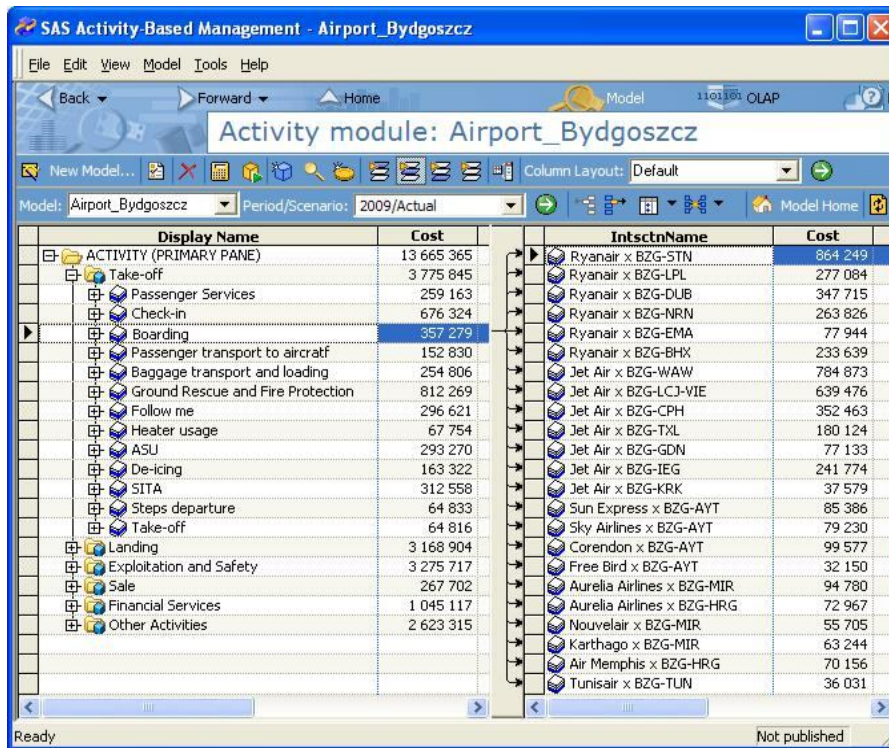 SAS Activity-Based Management - Airport_Bydgoszcz
File Edit View Model Tools Help
Back Forward Home Model 1101101 OLAP
Activity module: Airport_Bydgoszcz
New Model... Column Layout: Default
Model: Airport_Bydgoszcz Period/Scenario: 2009/Actual Model Home
Display Name Cost IntsctnName Cost
ACTIVITY (PRIMARY PANE) 13 665 365 Ryanair x BZG-STN 864 249
Take-off 3 775 845 Ryanair x BZG-LPL 277 084
Passenger Services 259 163 Ryanair x BZG-DUB 347 715
Check-in 676 324 Ryanair x BZG-NRN 263 826
Boarding 357 279 Ryanair x BZG-EMA 77 944
Passenger transport to aircratf 152 830 Ryanair x BZG-BHX 233 639
Baggage transport and loading 254 806 Jet Air x BZG-WAW 784 873
Ground Rescue and Fire Protection 812 269 Jet Air x BZG-LCJ-VIE 639 476
Follow me 296 621 Jet Air x BZG-CPH 352 463
Heater usage 67 754 Jet Air x BZG-TXL 180 124
ASU 293 270 Jet Air x BZG-GDN 77 133
De-icing 163 322 Jet Air x BZG-IEG 241 774
SITA 312 558 Jet Air x BZG-KRK 37 579
Steps departure 64 833 Sun Express x BZG-AYT 85 386
Take-off 64 816 Sky Airlines x BZG-AYT 79 230
Landing 3 168 904 Corendon x BZG-AYT 99 577
Exploitation and Safety 3 275 717 Free Bird x BZG-AYT 32 150
Sale 267 702 Aurelia Airlines x BZG-MIR 94 780
Financial Services 1 045 117 Aurelia Airlines x BZG-HRG 72 967
Other Activities 2 623 315 Nouvelair x BZG-MIR 55 705
Karthago x BZG-MIR 63 244
Air Memphis x BZG-HRG 70 156
Tunisair x BZG-TUN 36 031
Ready Not published